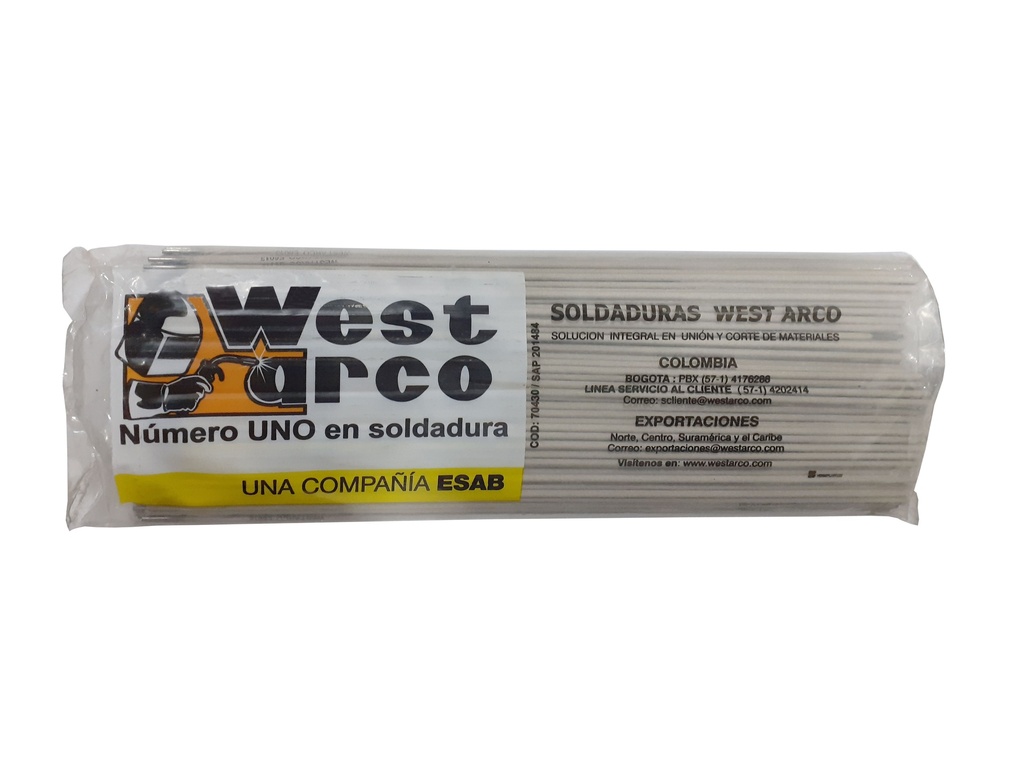 West
arco
Número UNO en soldadura
UNA COMPAÑÍA ESAB
COD: 70430 / SAP 201484
SOLDADURAS WEST ARCO
SOLUCION INTEGRAL EN UNIÓN Y CORTE DE MATERIALES
COLOMBIA
BOGOTA : PBX (57-1) 4176288
LINEA SERVICIO AL CLIENTE (57-1) 4202414
Correo: scliente@westarco.com
EXPORTACIONES
Norte, Centro, Suramérica y el Caribe
Correo: exportaciones@westarco.com
Visítenos en: www.westarco.com